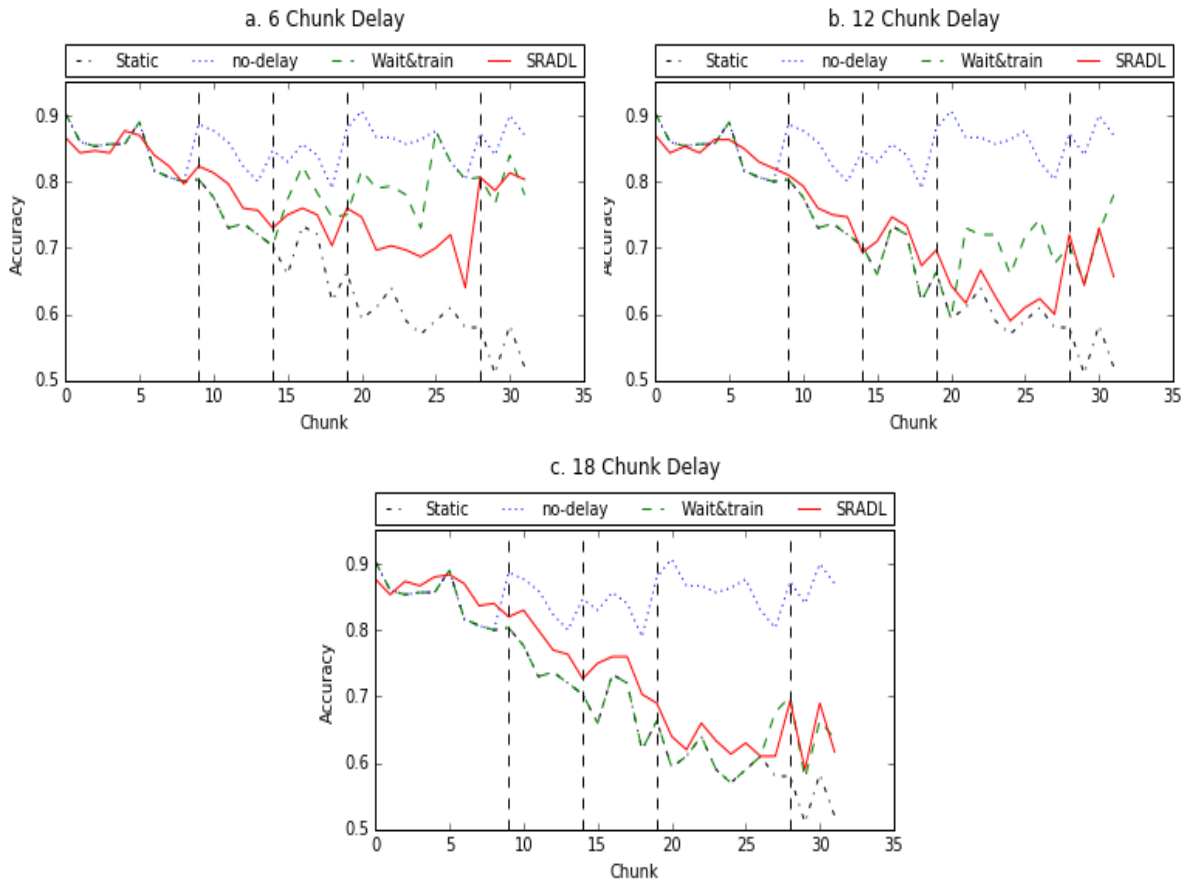 a. 6 Chunk Delay
Static no-delay Wait&train SRADL
0.9
0.8
0.7
0.6
0.5
Accuracy
0 5 10 15 20 25 30 35
Chunk
b. 12 Chunk Delay
Static no-delay Wait&train SRADL
0.9
0.8
0.7
0.6
0.5
Accuracy
0 5 10 15 20 25 30 35
Chunk
c. 18 Chunk Delay
Static no-delay Wait&train SRADL
0.9
0.8
0.7
0.6
0.5
Accuracy
0 5 10 15 20 25 30 35
Chunk